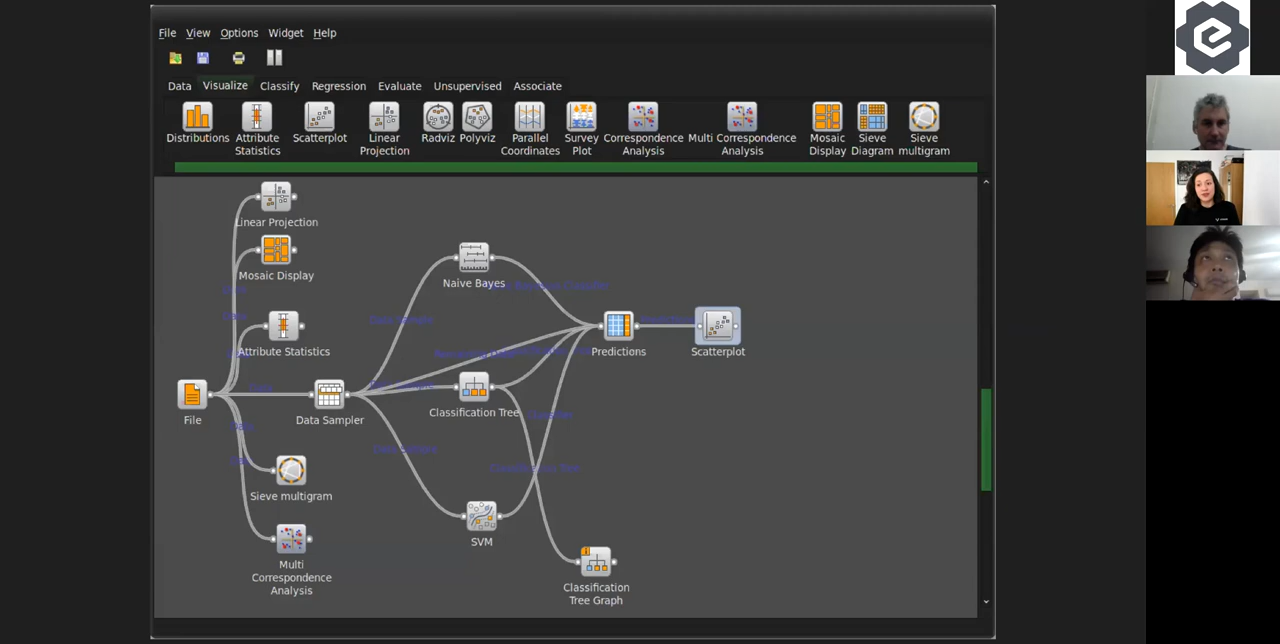 File View Options Widget Help
Data Visualize Classify Regression Evaluate Unsupervised Associate
Distributions Attribute Statistics Scatterplot Linear Projection Radviz Polyviz Parallel Coordinates Survey Plot Correspondence Analysis Multi Correspondence Analysis Mosaic Display Sieve Diagram Sieve multigram
Linear Projection
Mosaic Display
Naive Bayes
Attribute Statistics
Predictions
Scatterplot
File
Data Sampler
Classification Tree
Sieve multigram
SVM
Multi
Correspondence
Analysis
Classification
Tree Graph